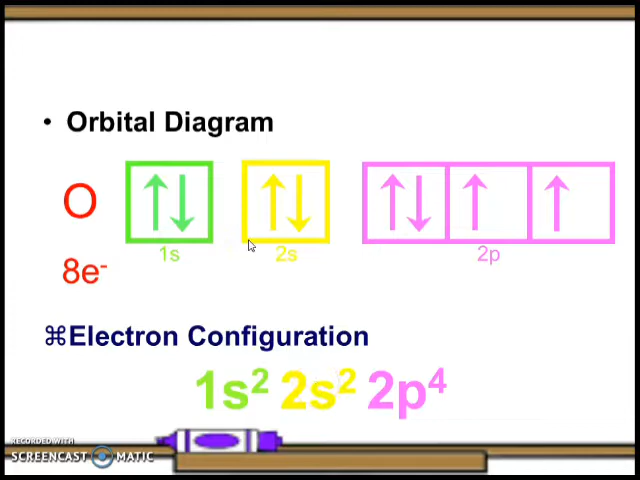 • Orbital Diagram
O
1s 2s 2p
8e⁻
⌘Electron Configuration
1s² 2s² 2p⁴
RECORDED WITH
SCREENCAST MATIC